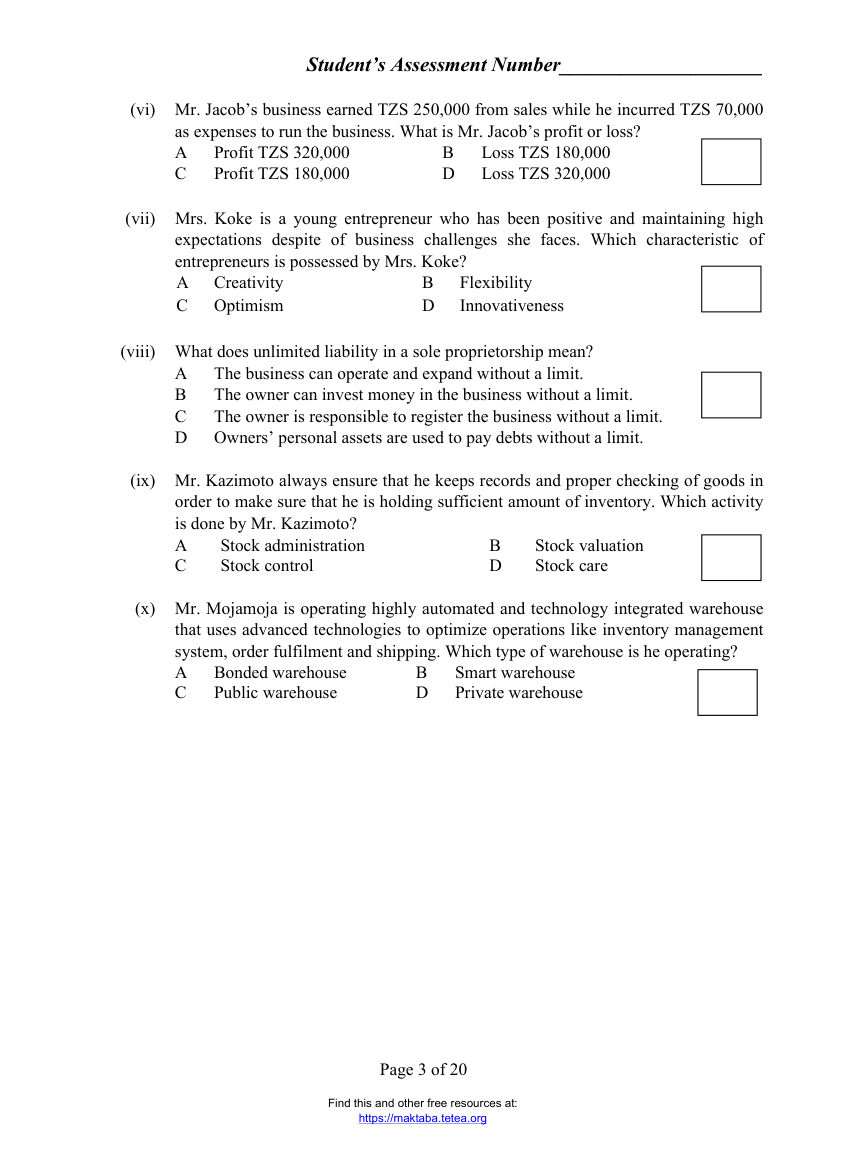 Student’s Assessment Number____________________
(vi) Mr. Jacob’s business earned TZS 250,000 from sales while he incurred TZS 70,000
as expenses to run the business. What is Mr. Jacob’s profit or loss?
A Profit TZS 320,000 B Loss TZS 180,000
C Profit TZS 180,000 D Loss TZS 320,000
(vii) Mrs. Koke is a young entrepreneur who has been positive and maintaining high
expectations despite of business challenges she faces. Which characteristic of
entrepreneurs is possessed by Mrs. Koke?
A Creativity B Flexibility
C Optimism D Innovativeness
(viii) What does unlimited liability in a sole proprietorship mean?
A The business can operate and expand without a limit.
B The owner can invest money in the business without a limit.
C The owner is responsible to register the business without a limit.
D Owners’ personal assets are used to pay debts without a limit.
(ix) Mr. Kazimoto always ensure that he keeps records and proper checking of goods in
order to make sure that he is holding sufficient amount of inventory. Which activity
is done by Mr. Kazimoto?
A Stock administration B Stock valuation
C Stock control D Stock care
(x) Mr. Mojamoja is operating highly automated and technology integrated warehouse
that uses advanced technologies to optimize operations like inventory management
system, order fulfilment and shipping. Which type of warehouse is he operating?
A Bonded warehouse B Smart warehouse
C Public warehouse D Private warehouse
Page 3 of 20
Find this and other free resources at:
https://maktaba.tetea.org